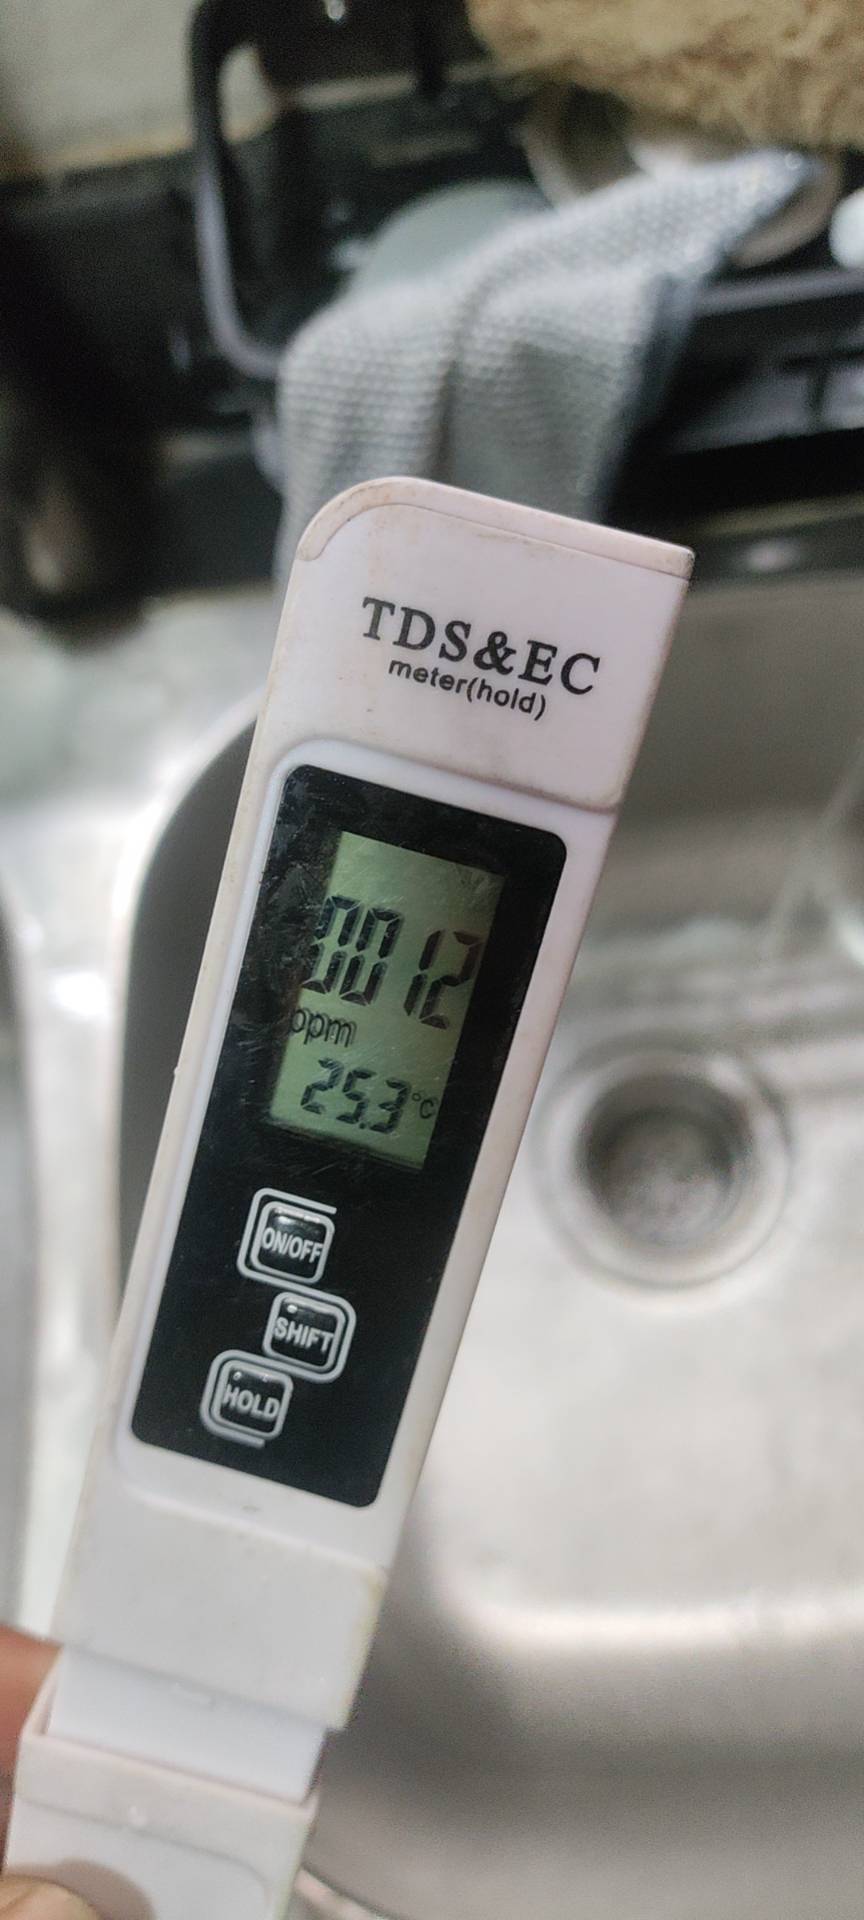 TDS&EC
meter(hold)
0012
ppm
25.3°C
ON/OFF
SHIFT
HOLD